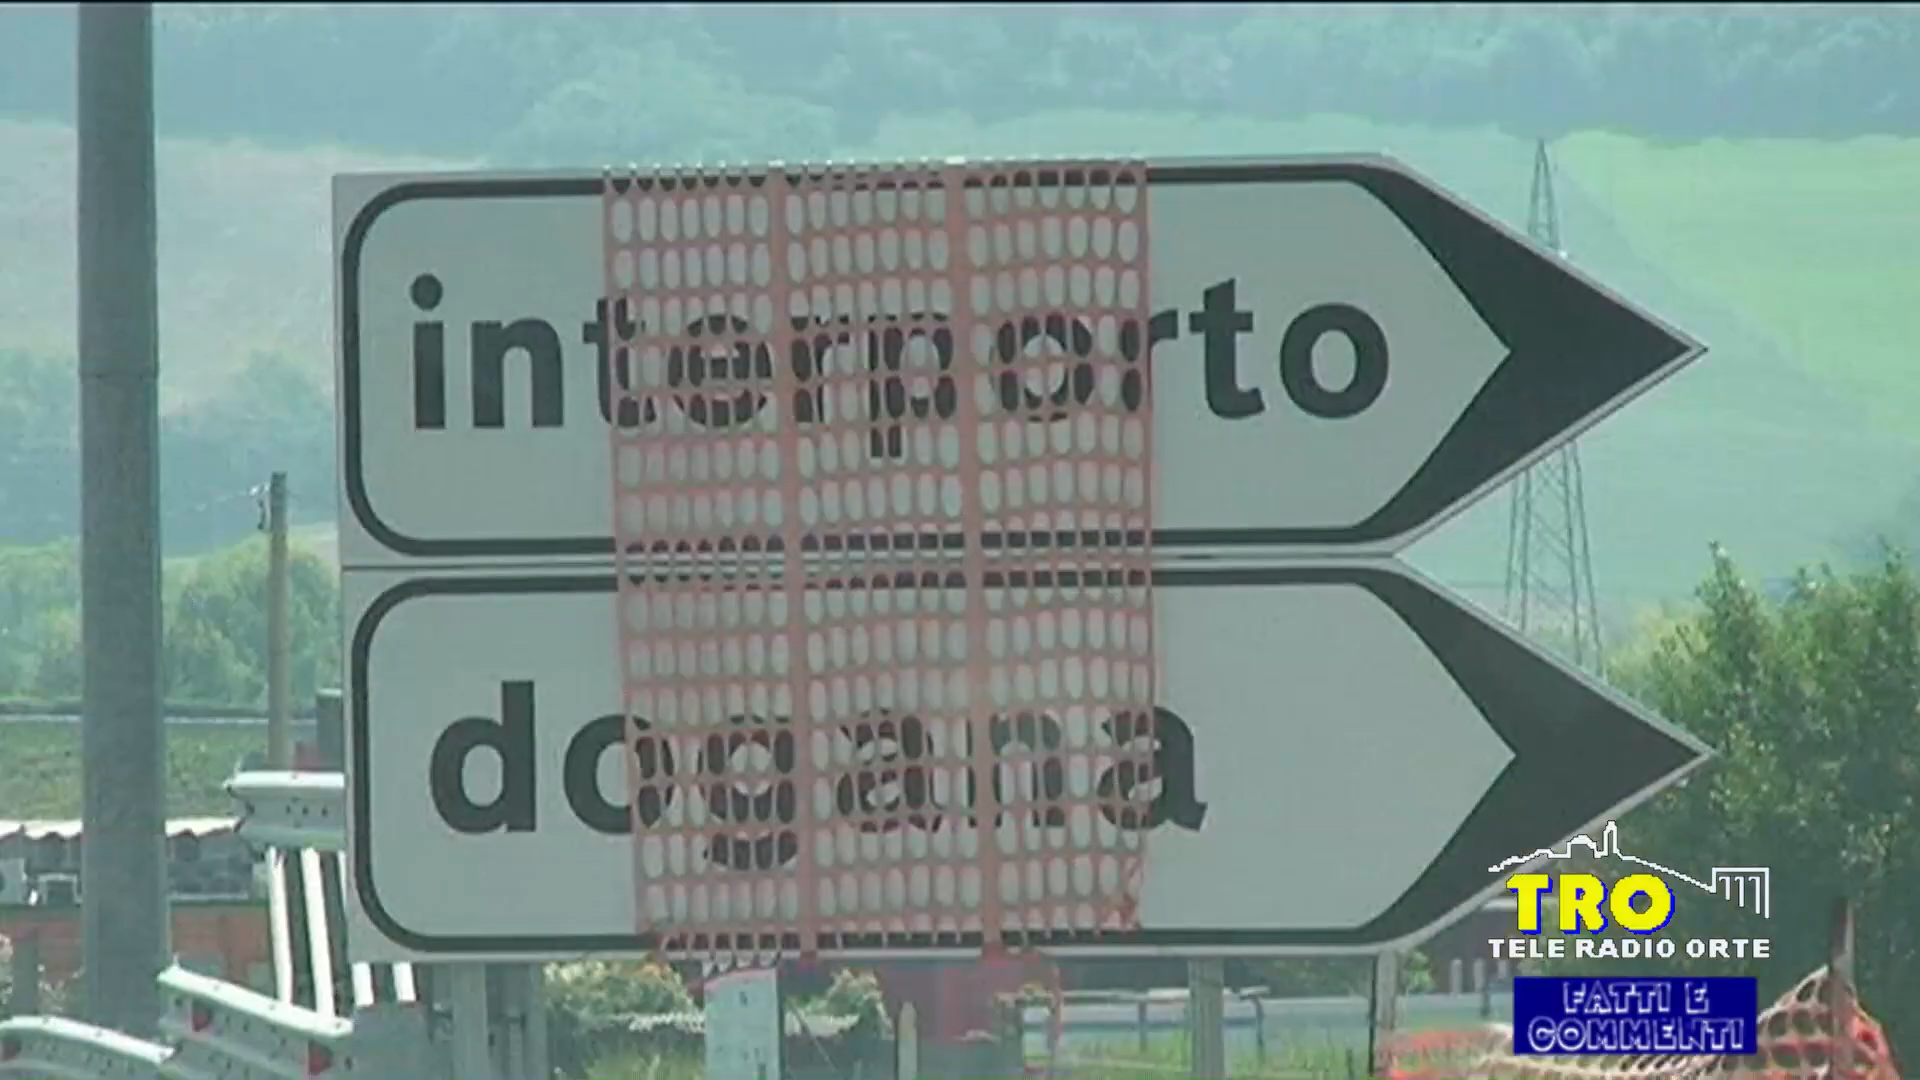 interporto
dogana
TRO
TELE RADIO ORTE
FATTI E
COMMENTI